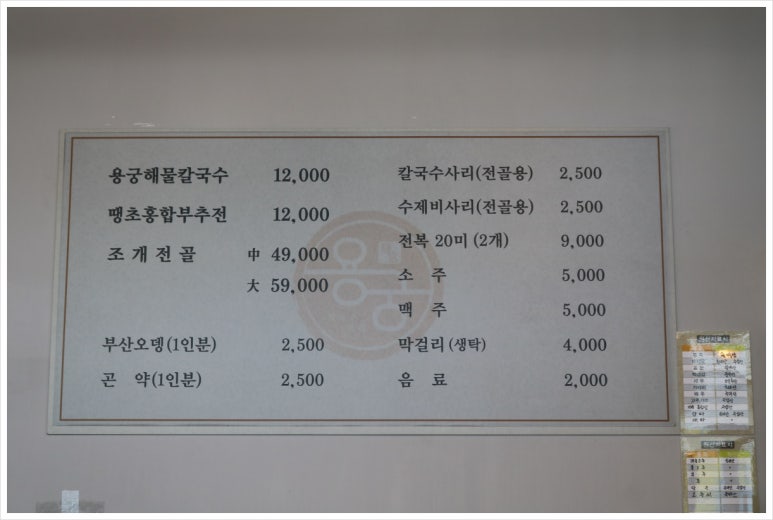 용궁해물칼국수 12,000
땡초홍합부추전 12,000
조개전골 中 49,000
大 59,000
부산오뎅(1인분) 2,500
곤 약(1인분) 2,500
칼국수사리(전골용) 2,500
수제비사리(전골용) 2,500
전복 20미 (2개) 9,000
소 주 5,000
맥 주 5,000
막걸리 (생탁) 4,000
음 료 2,000
용궁